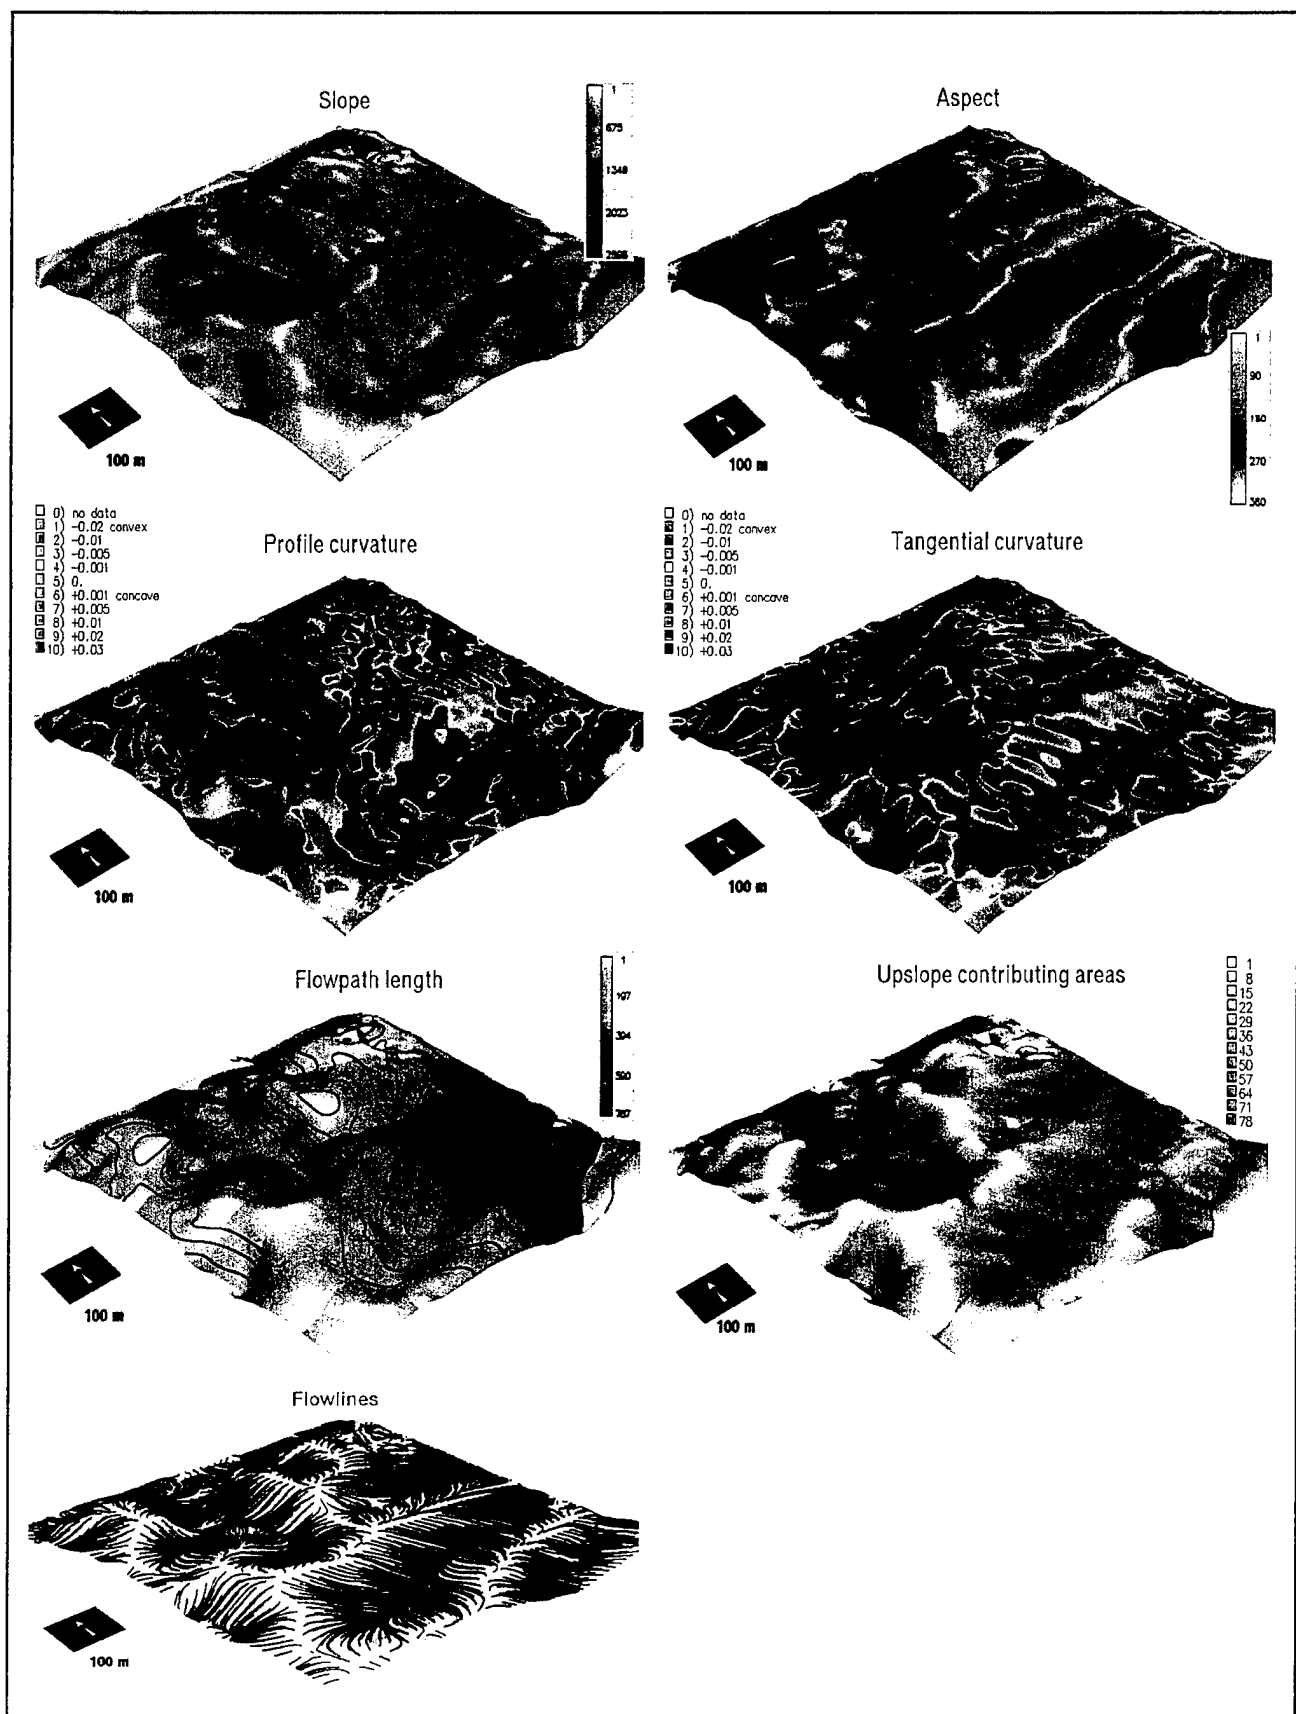 Slope
1
675
1348
2023
Aspect
1
90
180
270
360
100 m
100 m
0) no data
1) -0.02 convex
2) -0.01
3) -0.005
4) -0.001
5) 0.
6) +0.001 concave
7) +0.005
8) +0.01
9) +0.02
10) +0.03
Profile curvature
0) no data
1) -0.02 convex
2) -0.01
3) -0.005
4) -0.001
5) 0.
6) +0.001 concave
7) +0.005
8) +0.01
9) +0.02
10) +0.03
Tangential curvature
100 m
100 m
Flowpath length
1
197
394
590
787
Upslope contributing areas
1
8
15
22
29
36
43
50
57
64
71
78
100 m
100 m
Flowlines
100 m